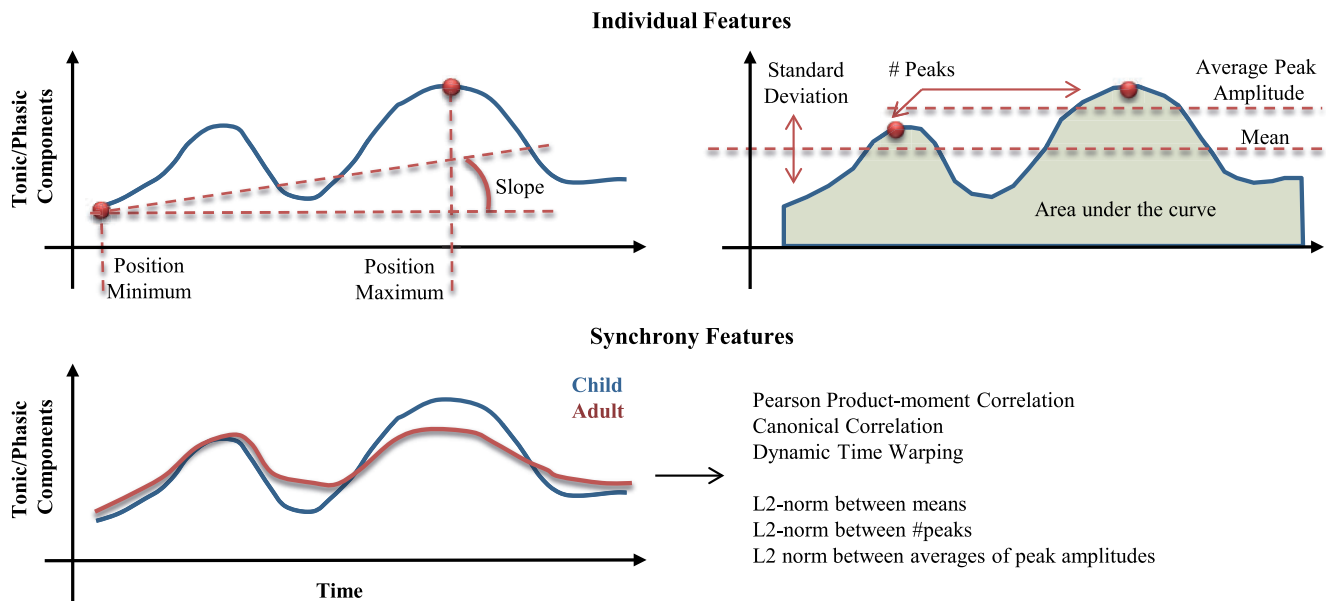 Individual Features
Tonic/Phasic
Components
Slope
Position
Minimum
Position
Maximum
Standard
Deviation
# Peaks
Average Peak
Amplitude
Mean
Area under the curve
Synchrony Features
Tonic/Phasic
Components
Child
Adult
Time
Pearson Product-moment Correlation
Canonical Correlation
Dynamic Time Warping
L2-norm between means
L2-norm between #peaks
L2 norm between averages of peak amplitudes